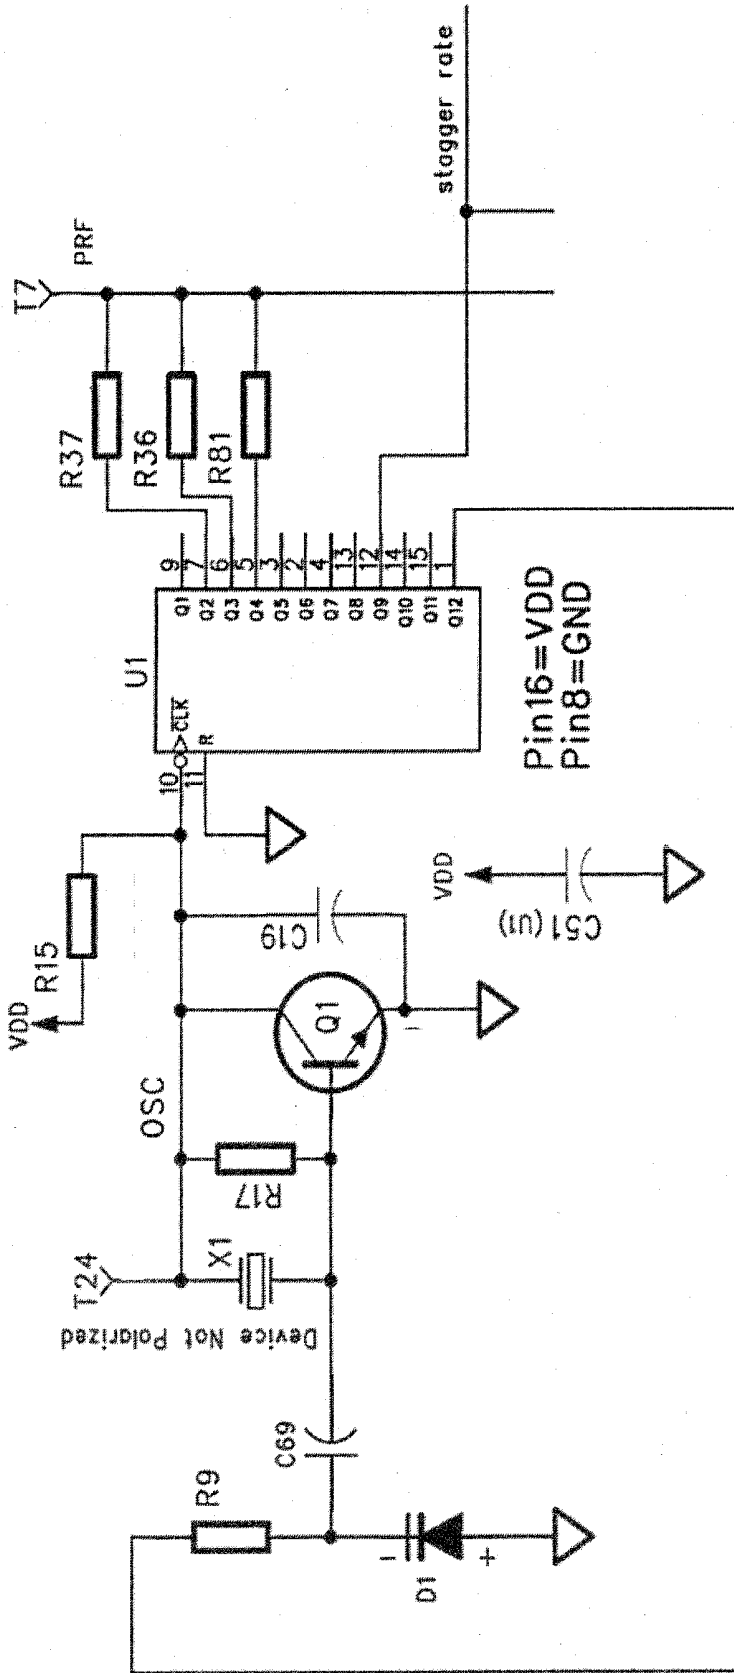 T7
PRF
stagger rate
R37
R36
R81
U1
10
11
CLK
R
9
7
6
5
3
2
4
13
12
14
15
1
Q1
Q2
Q3
Q4
Q5
Q6
Q7
Q8
Q9
Q10
Q11
Q12
Pin16=VDD
Pin8=GND
VDD
R15
OSC
C19
Q1
VDD
C51(U1)
T24
X1
R17
Device Not Polarized
C69
R9
-
D1
+